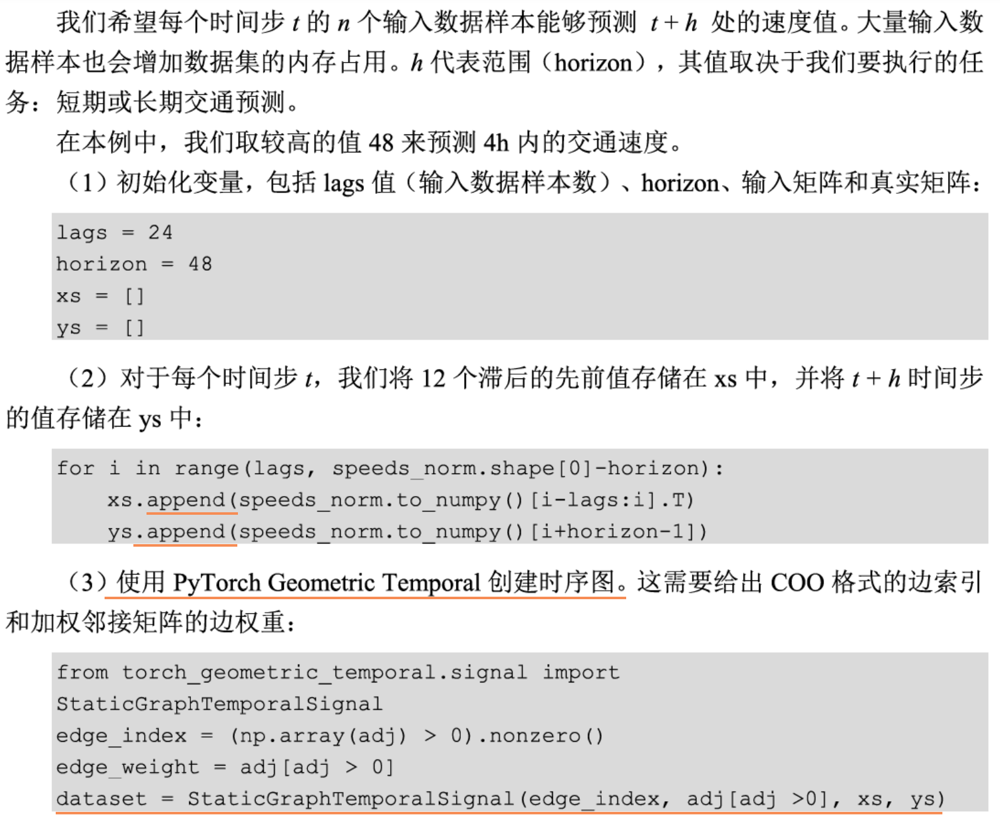 我们希望每个时间步 t 的 n 个输入数据样本能够预测 t + h 处的速度值。大量输入数
据样本也会增加数据集的内存占用。h 代表范围（horizon），其值取决于我们要执行的任
务：短期或长期交通预测。
在本例中，我们取较高的值 48 来预测 4h 内的交通速度。
（1）初始化变量，包括 lags 值（输入数据样本数）、horizon、输入矩阵和真实矩阵：
lags = 24
horizon = 48
xs = []
ys = []
（2）对于每个时间步 t，我们将 12 个滞后的先前值存储在 xs 中，并将 t + h 时间步
的值存储在 ys 中：
for i in range(lags, speeds_norm.shape[0]-horizon):
    xs.append(speeds_norm.to_numpy()[i-lags:i].T)
    ys.append(speeds_norm.to_numpy()[i+horizon-1])
（3）使用 PyTorch Geometric Temporal 创建时序图。这需要给出 COO 格式的边索引
和加权邻接矩阵的边权重：
from torch_geometric_temporal.signal import
StaticGraphTemporalSignal
edge_index = (np.array(adj) > 0).nonzero()
edge_weight = adj[adj > 0]
dataset = StaticGraphTemporalSignal(edge_index, adj[adj >0], xs, ys)